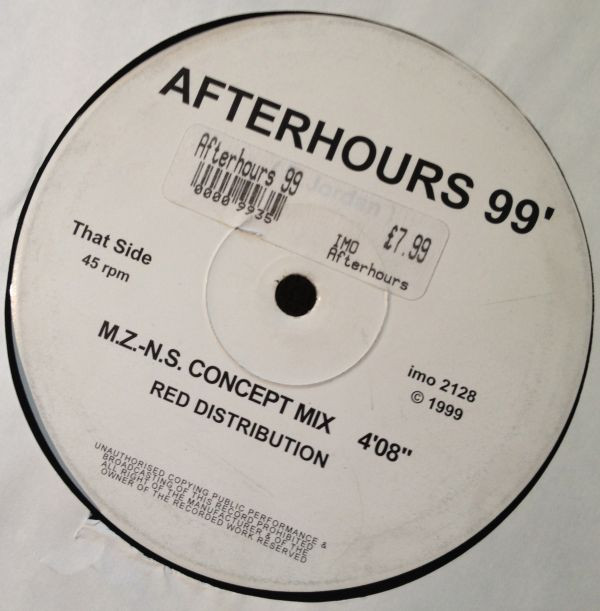 AFTERHOURS 99'
Afterhours 99
Jordan
0000 9935
£7.99
IMO
Afterhours
That Side
45 rpm
imo 2128
© 1999
M.Z.-N.S. CONCEPT MIX 4'08"
RED DISTRIBUTION
UNAUTHORISED COPYING PUBLIC PERFORMANCE &
BROADCASTING OF THIS RECORD PROHIBITED
ALL RIGHT OF THE MANUFACTURER & OF THE
OWNER OF THE RECORDED WORK RESERVED